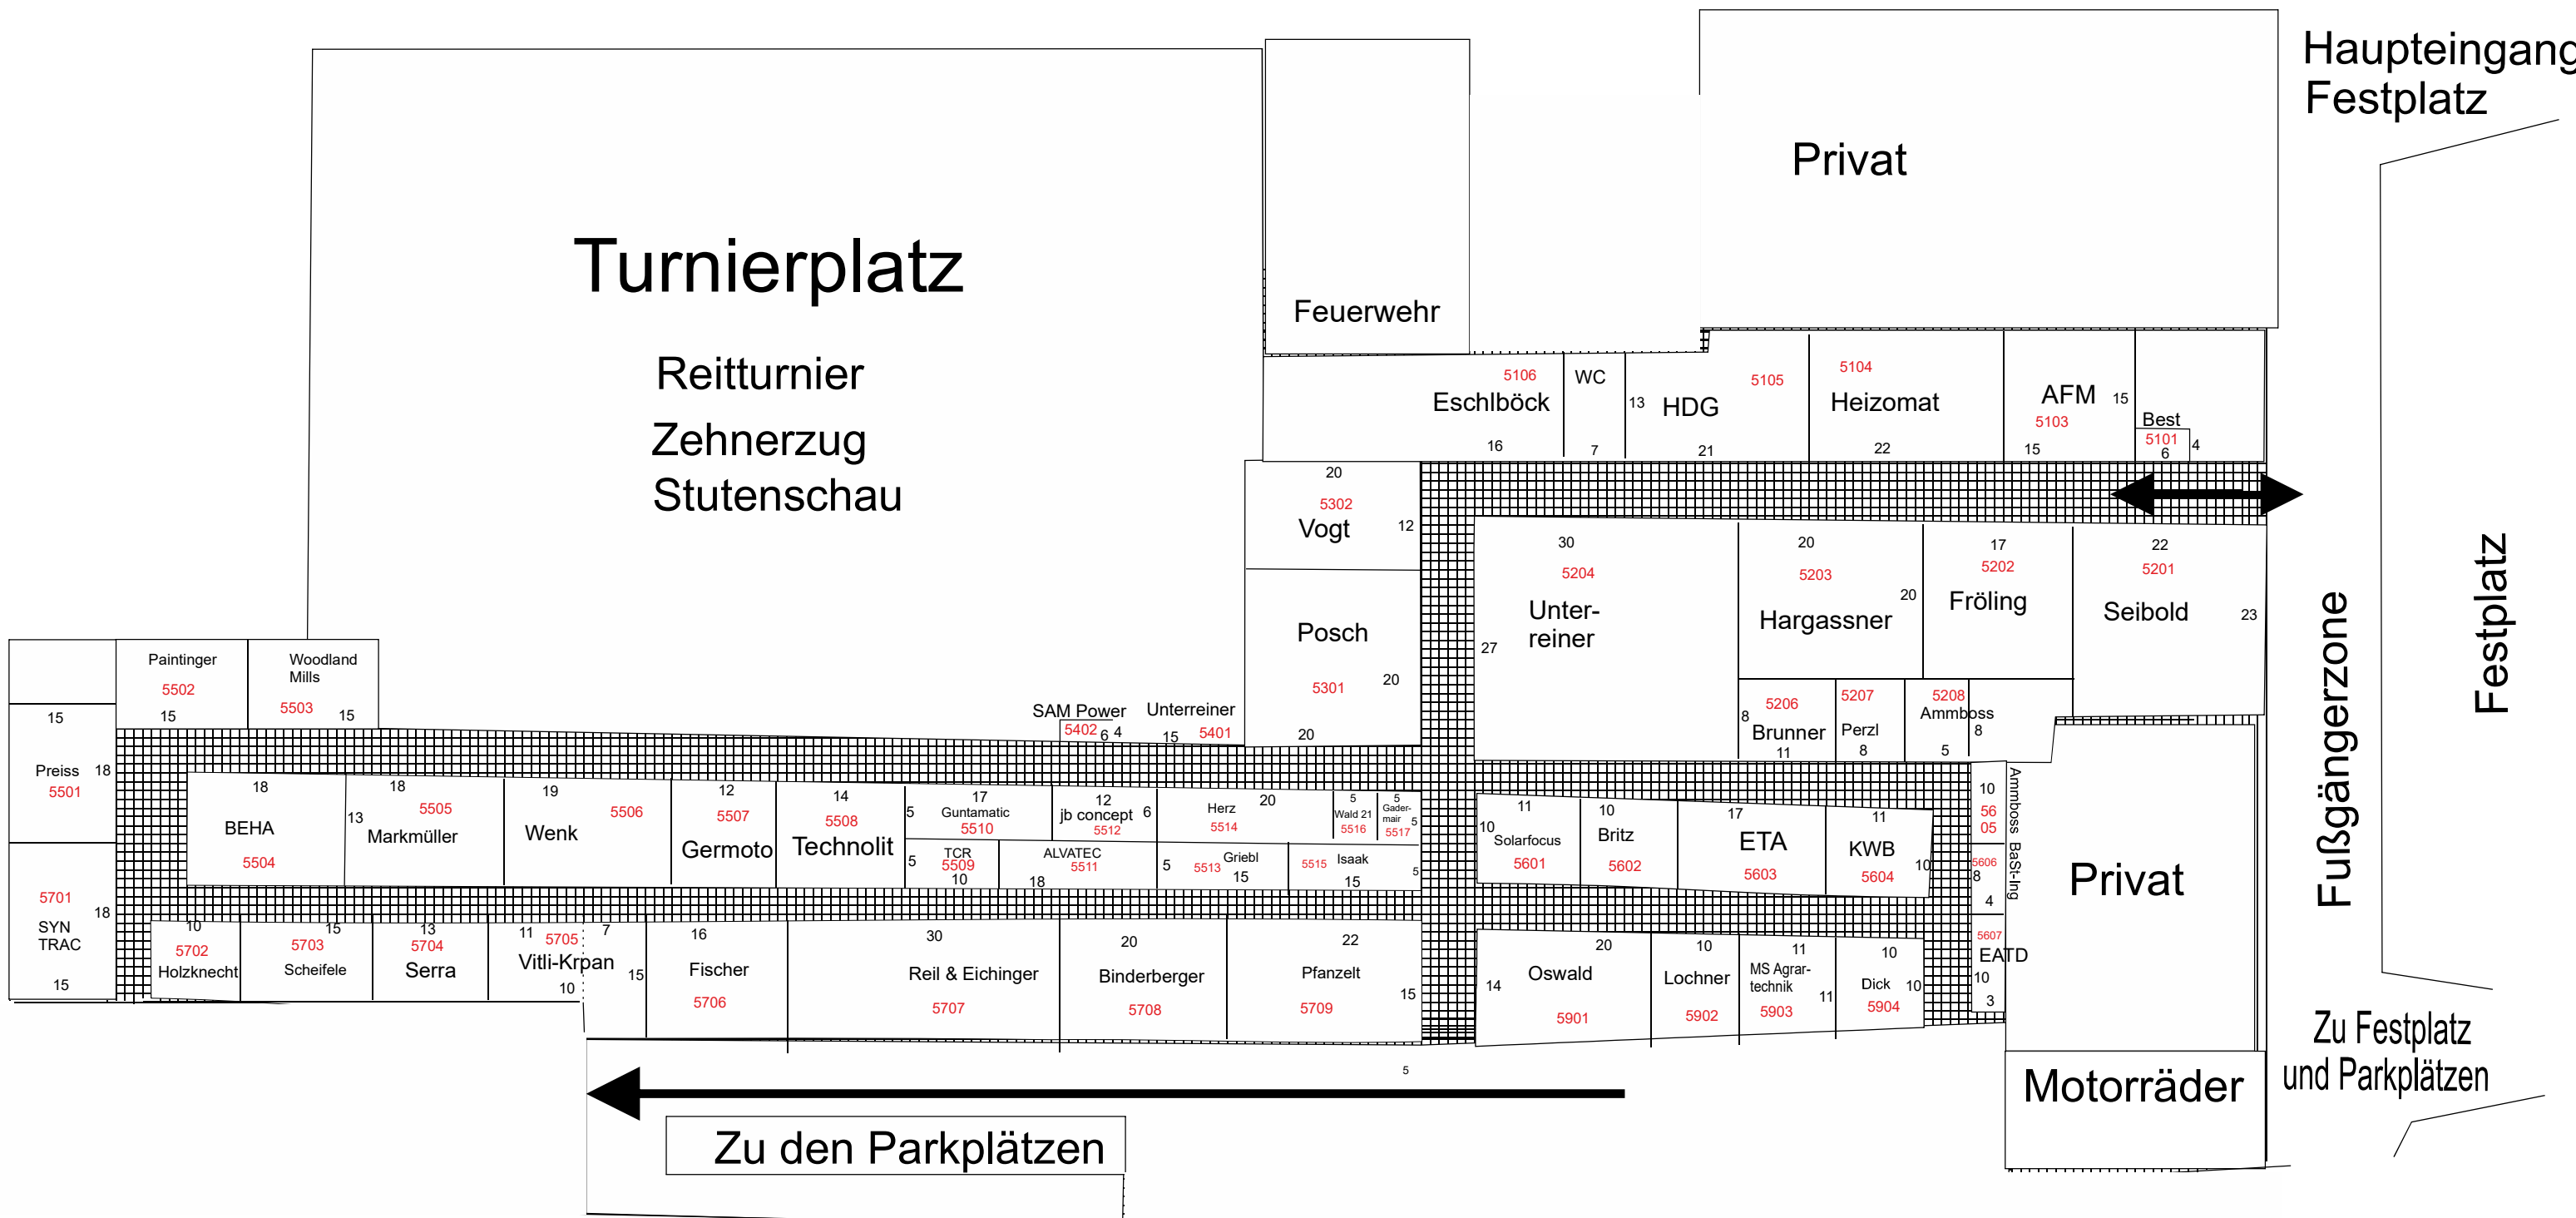 Haupteingang
Festplatz
Privat
Turnierplatz
Reitturnier
Zehnerzug
Stutenschau
Feuerwehr
5106
Eschlböck
16
WC
7
13
HDG
5105
21
5104
Heizomat
22
AFM
5103
15
15
Best
5101
6
4
20
5302
Vogt
12
Posch
5301
20
20
30
5204
Unter-
reiner
27
20
5203
Hargassner
20
17
5202
Fröling
22
5201
Seibold
23
5206
8
Brunner
11
5207
Perzl
8
5208
Ammboss
5
8
Fußgängerzone
Festplatz
Paintinger
5502
15
Woodland
Mills
5503
15
SAM Power
5402
6
4
Unterreiner
15
5401
15
Preiss
18
5501
5701
18
SYN
TRAC
15
18
BEHA
5504
18
5505
13
Markmüller
19
5506
Wenk
12
5507
Germoto
14
5508
Technolit
5
17
Guntamatic
5510
12
jb concept
6
5512
20
Herz
5514
5
Wald 21
5516
5
Gader-
mair
5
5517
5
TCR
5509
10
ALVATEC
5511
18
5
5513
Griebl
15
5515
Isaak
15
5
11
10
Solarfocus
5601
10
Britz
5602
17
ETA
5603
11
KWB
10
5604
10
56
05
Ammboss
5606
8
4
BaSt-Ing
5607
EATD
10
3
Privat
10
5702
Holzknecht
15
5703
Scheifele
13
5704
Serra
11
5705
7
Vitli-Krpan
15
10
16
Fischer
5706
30
Reil & Eichinger
5707
20
Binderberger
5708
22
Pfanzelt
5709
15
20
14
Oswald
5901
10
Lochner
5902
11
MS Agrar-
technik
11
5903
10
Dick
10
5904
5
Zu Festplatz
und Parkplätzen
Motorräder
Zu den Parkplätzen